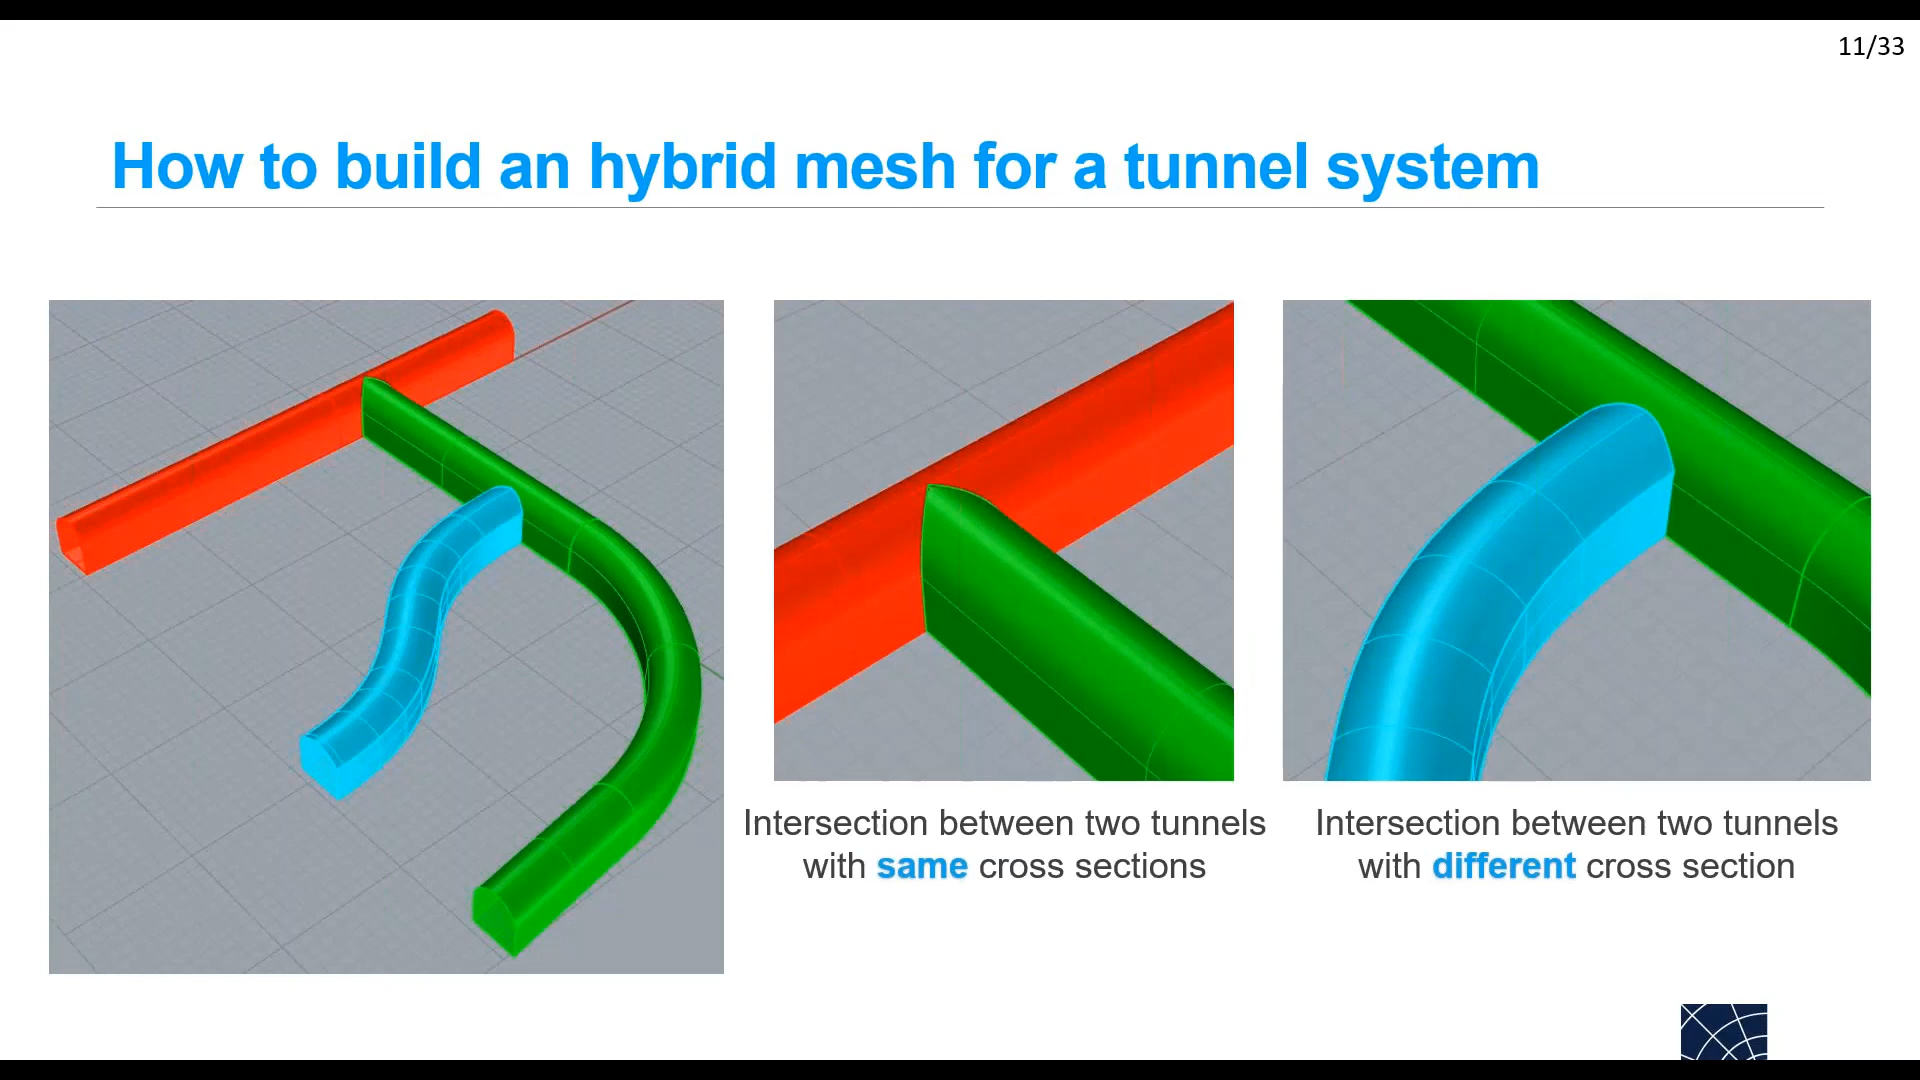 11/33
How to build an hybrid mesh for a tunnel system
Intersection between two tunnels
with same cross sections
Intersection between two tunnels
with different cross section